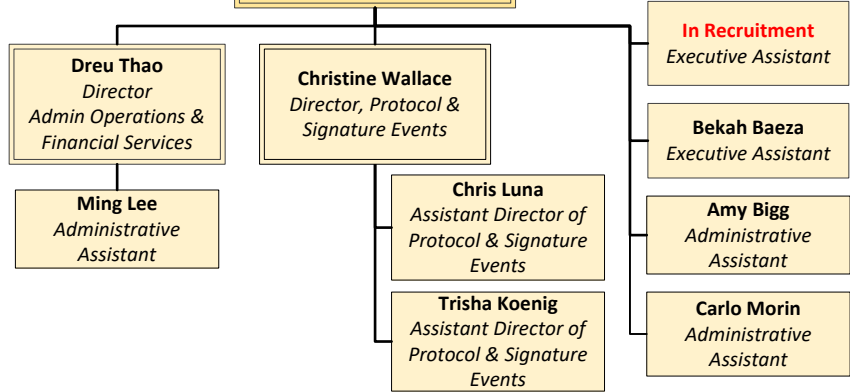 Dreu Thao
Director
Admin Operations &
Financial Services
Ming Lee
Administrative
Assistant
Christine Wallace
Director, Protocol &
Signature Events
Chris Luna
Assistant Director of
Protocol & Signature
Events
Trisha Koenig
Assistant Director of
Protocol & Signature
Events
In Recruitment
Executive Assistant
Bekah Baeza
Executive Assistant
Amy Bigg
Administrative
Assistant
Carlo Morin
Administrative
Assistant